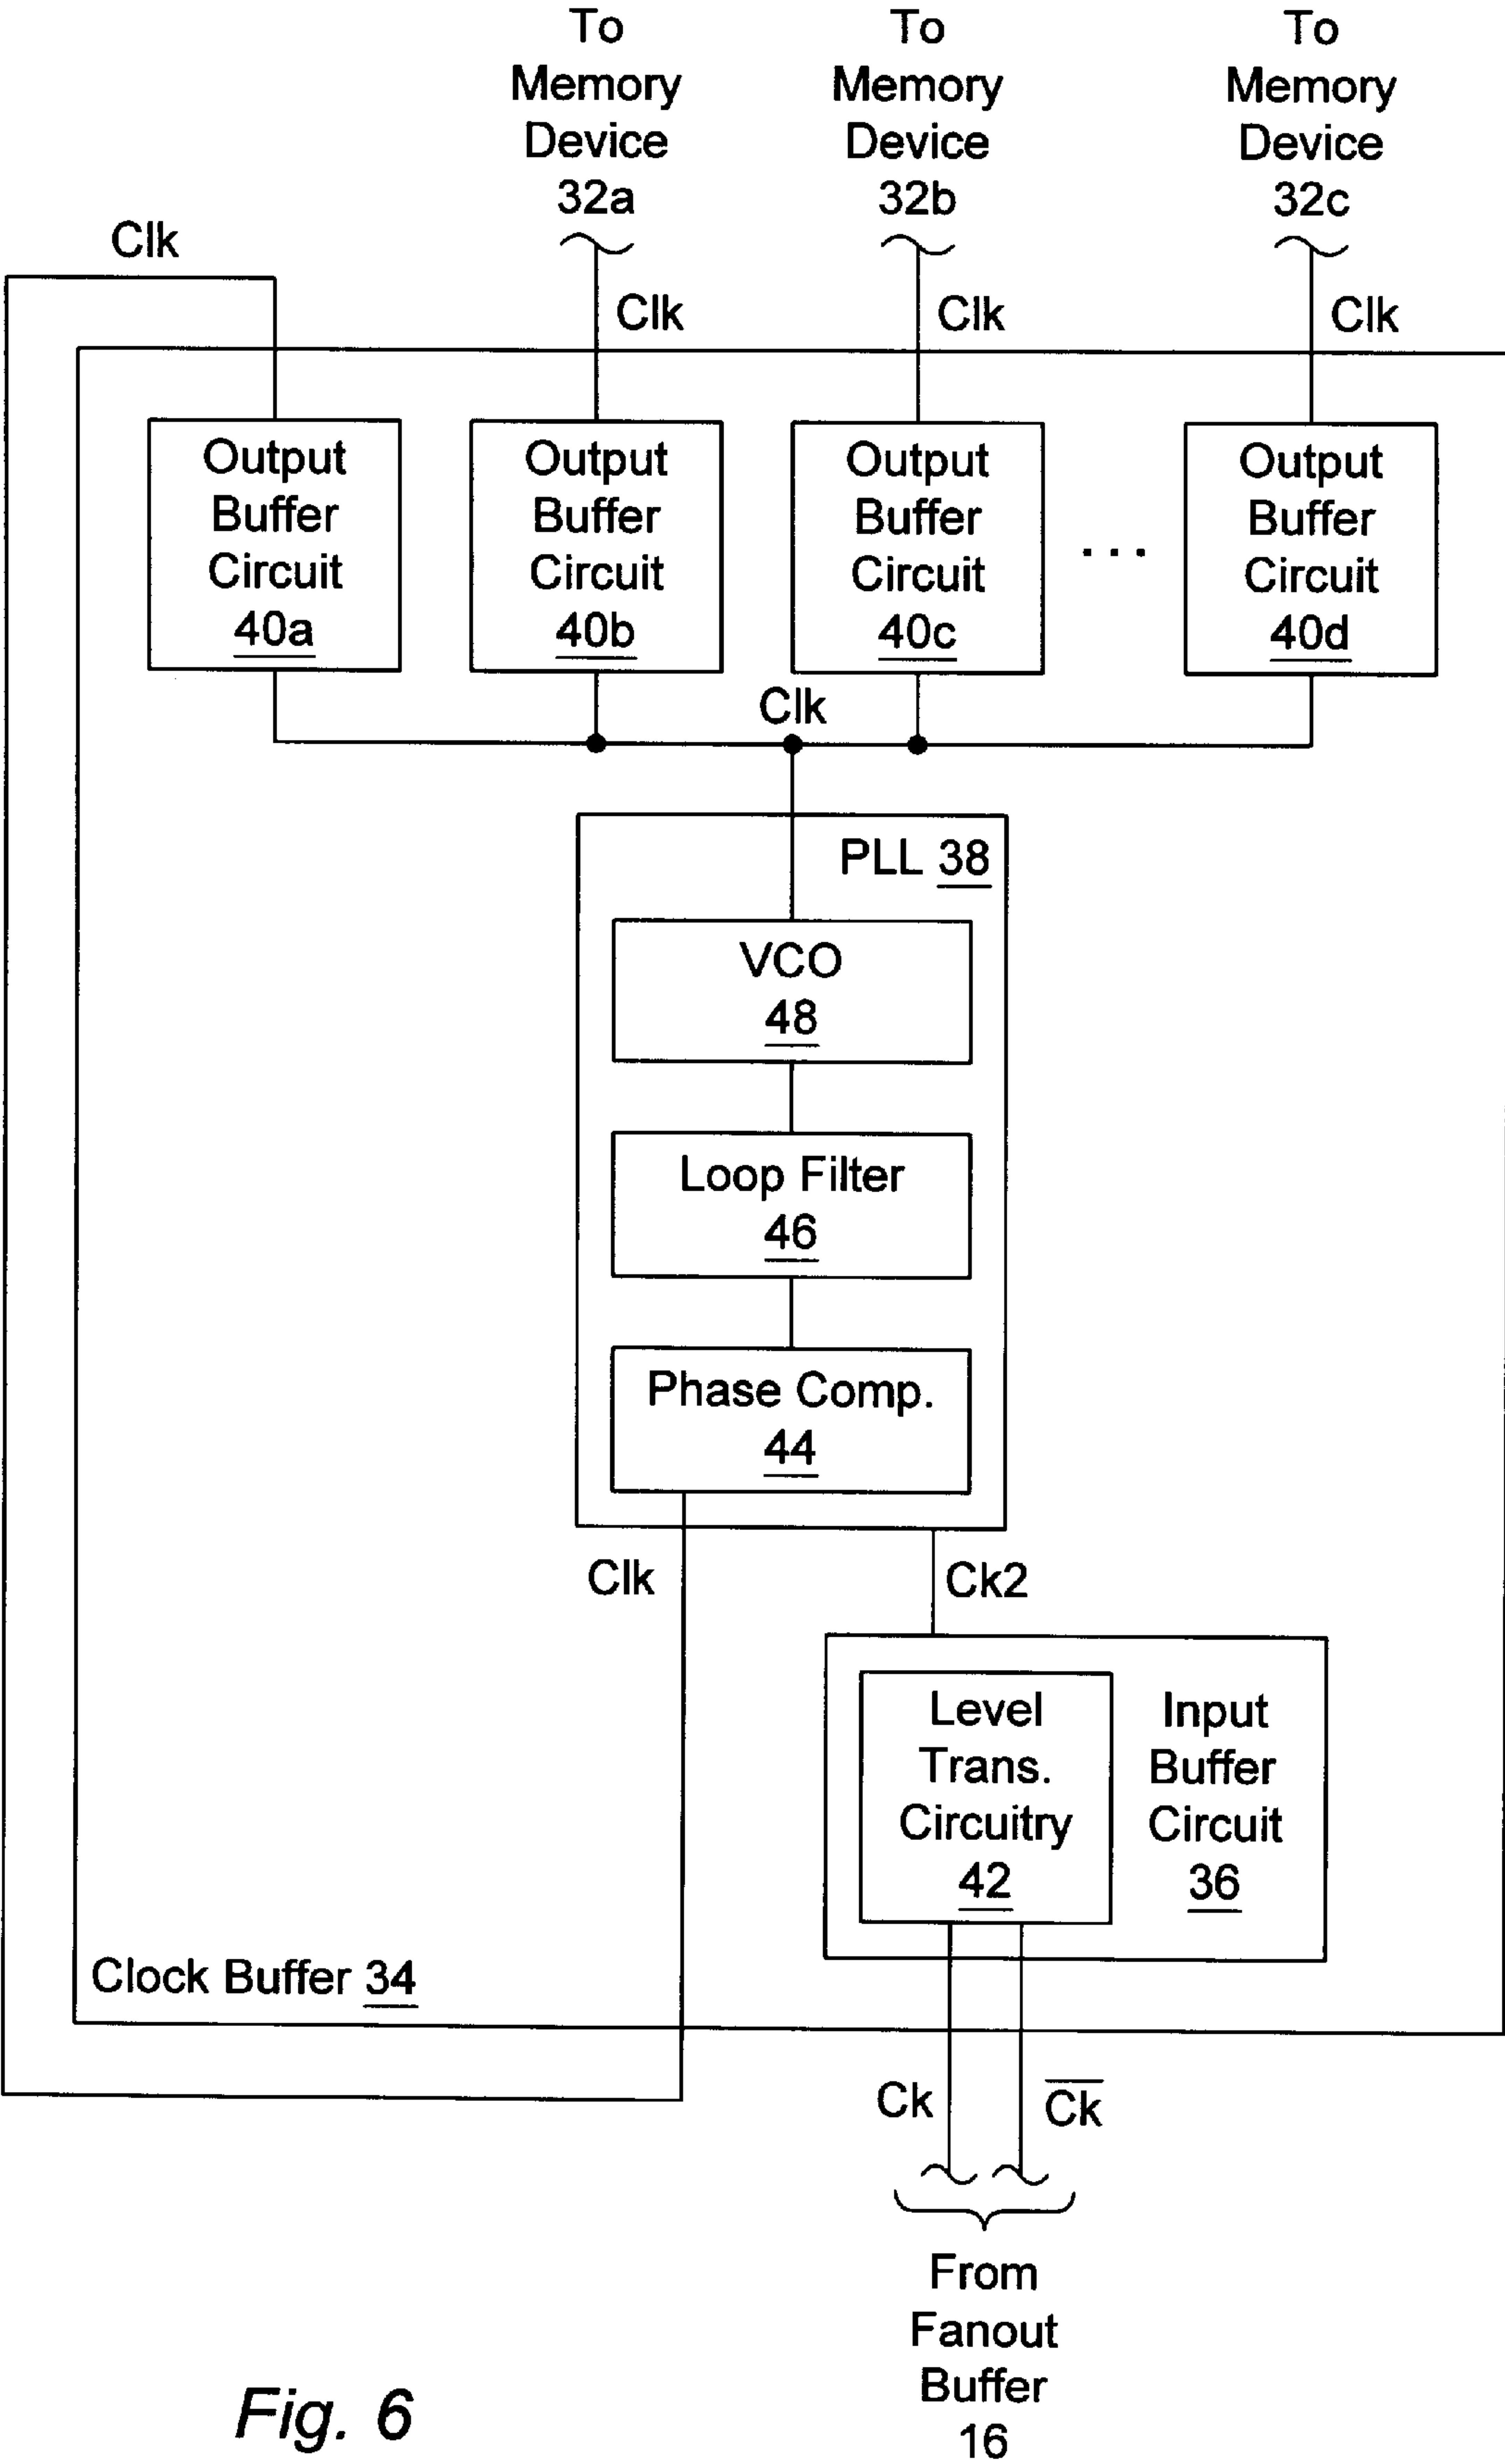 To
Memory
Device
32a
To
Memory
Device
32b
To
Memory
Device
32c
Clk
Clk
Clk
Clk
Output
Buffer
Circuit
40a
Output
Buffer
Circuit
40b
Output
Buffer
Circuit
40c
...
Output
Buffer
Circuit
40d
Clk
PLL 38
VCO
48
Loop Filter
46
Phase Comp.
44
Clk
Ck2
Level
Trans.
Circuitry
42
Input
Buffer
Circuit
36
Clock Buffer 34
Ck
C̅k̅
From
Fanout
Buffer
16
Fig. 6